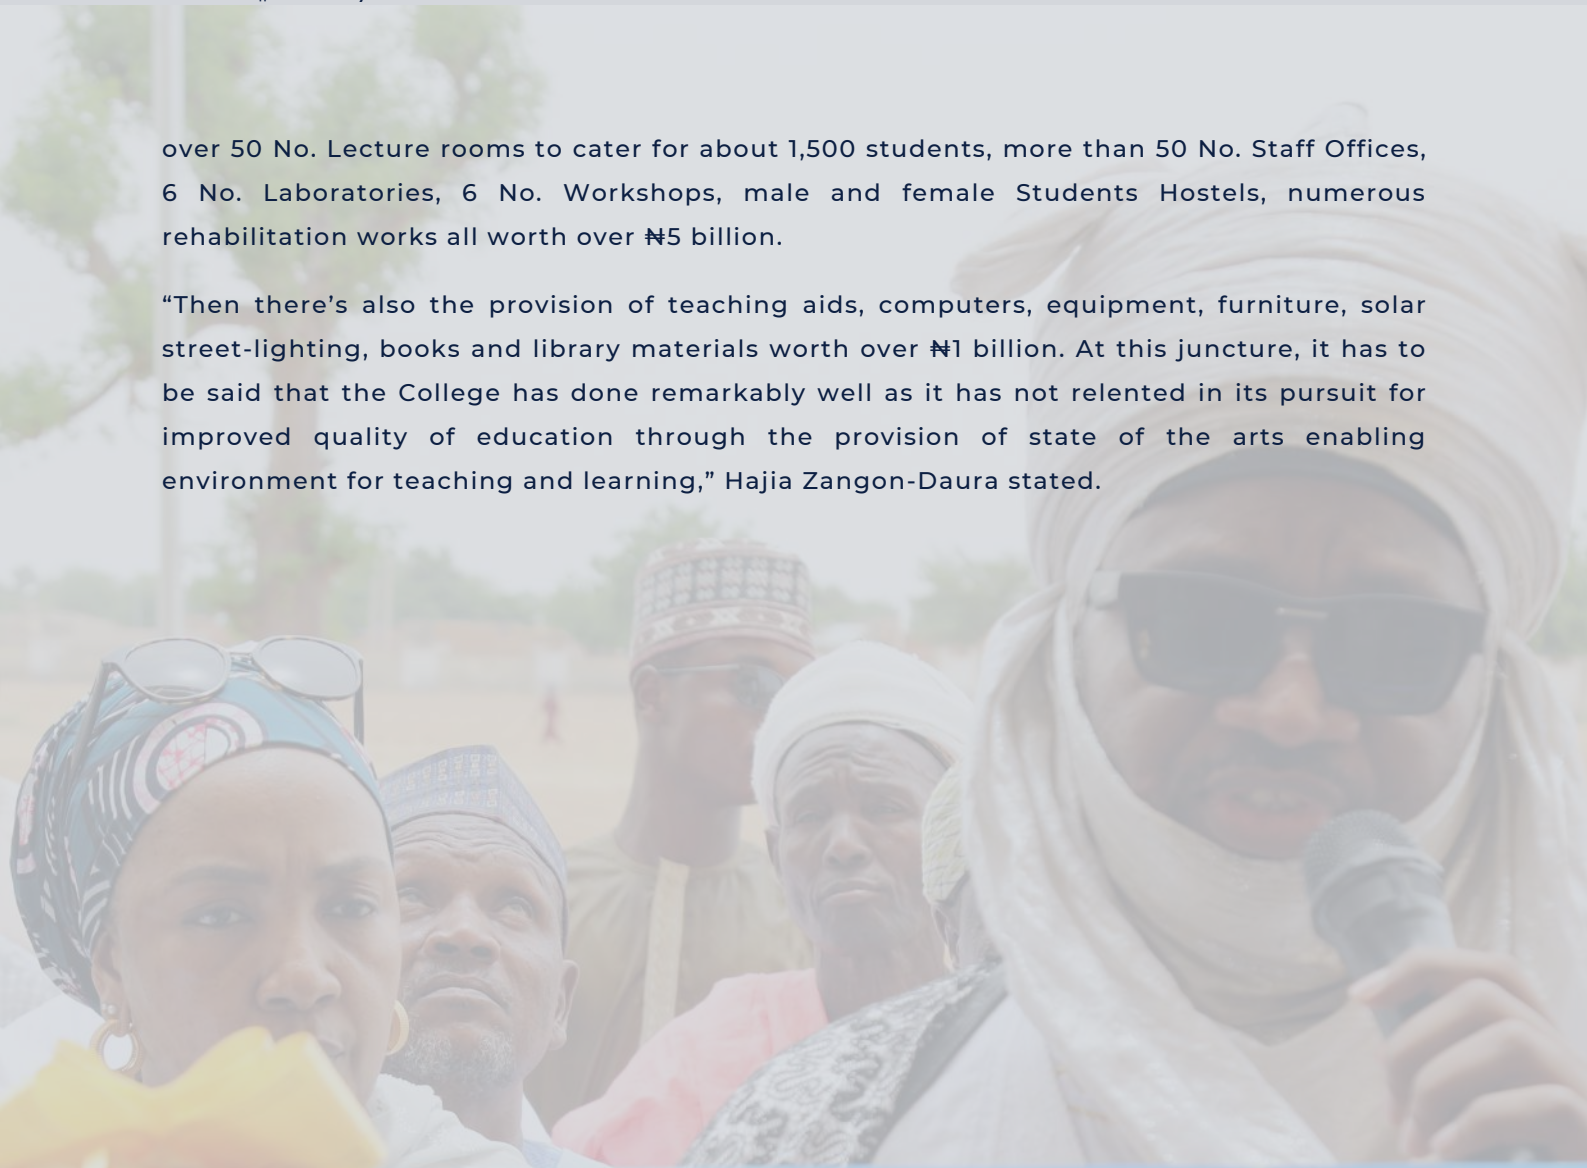 over 50 No. Lecture rooms to cater for about 1,500 students, more than 50 No. Staff Offices,
6 No. Laboratories, 6 No. Workshops, male and female Students Hostels, numerous
rehabilitation works all worth over ₦5 billion.
“Then there’s also the provision of teaching aids, computers, equipment, furniture, solar
street-lighting, books and library materials worth over ₦1 billion. At this juncture, it has to
be said that the College has done remarkably well as it has not relented in its pursuit for
improved quality of education through the provision of state of the arts enabling
environment for teaching and learning,” Hajia Zangon-Daura stated.